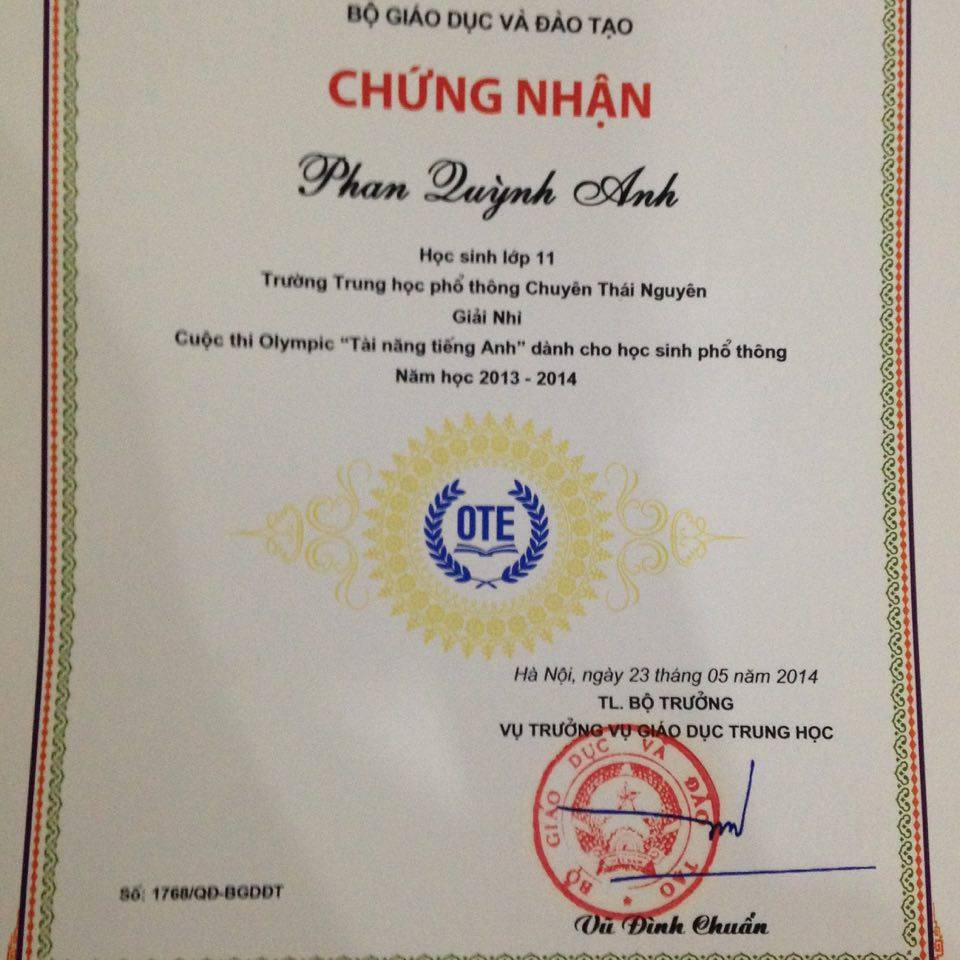 BỘ GIÁO DỤC VÀ ĐÀO TẠO
CHỨNG NHẬN
Phan Quỳnh Anh
Học sinh lớp 11
Trường Trung học phổ thông Chuyên Thái Nguyên
Giải Nhì
Cuộc thi Olympic “Tài năng tiếng Anh” dành cho học sinh phổ thông
Năm học 2013 - 2014
OTE
Hà Nội, ngày 23 tháng 05 năm 2014
TL. BỘ TRƯỞNG
VỤ TRƯỞNG VỤ GIÁO DỤC TRUNG HỌC
BỘ GIÁO DỤC VÀ ĐÀO TẠO
Số: 1768/QĐ-BGDĐT
Vũ Đình Chuẩn